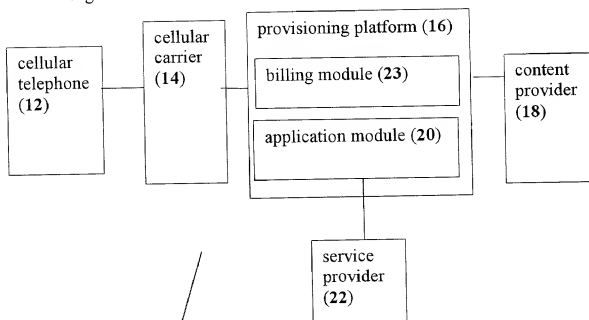 cellular
telephone
(12)
cellular
carrier
(14)
provisioning platform (16)
billing module (23)
application module (20)
content
provider
(18)
service
provider
(22)